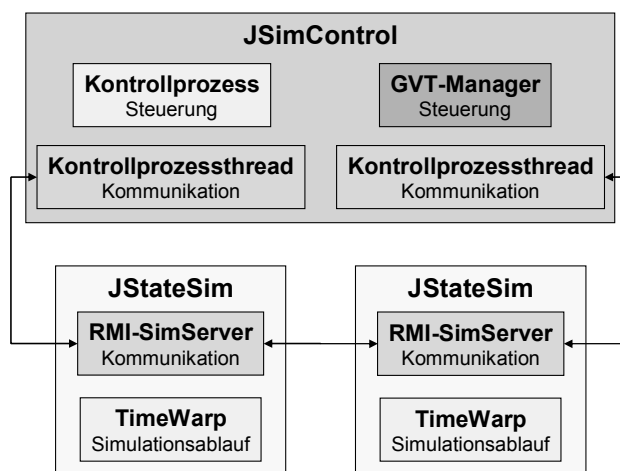 JSimControl
Kontrollprozess
Steuerung
GVT-Manager
Steuerung
Kontrollprozessthread
Kommunikation
Kontrollprozessthread
Kommunikation
JStateSim
RMI-SimServer
Kommunikation
TimeWarp
Simulationsablauf
JStateSim
RMI-SimServer
Kommunikation
TimeWarp
Simulationsablauf